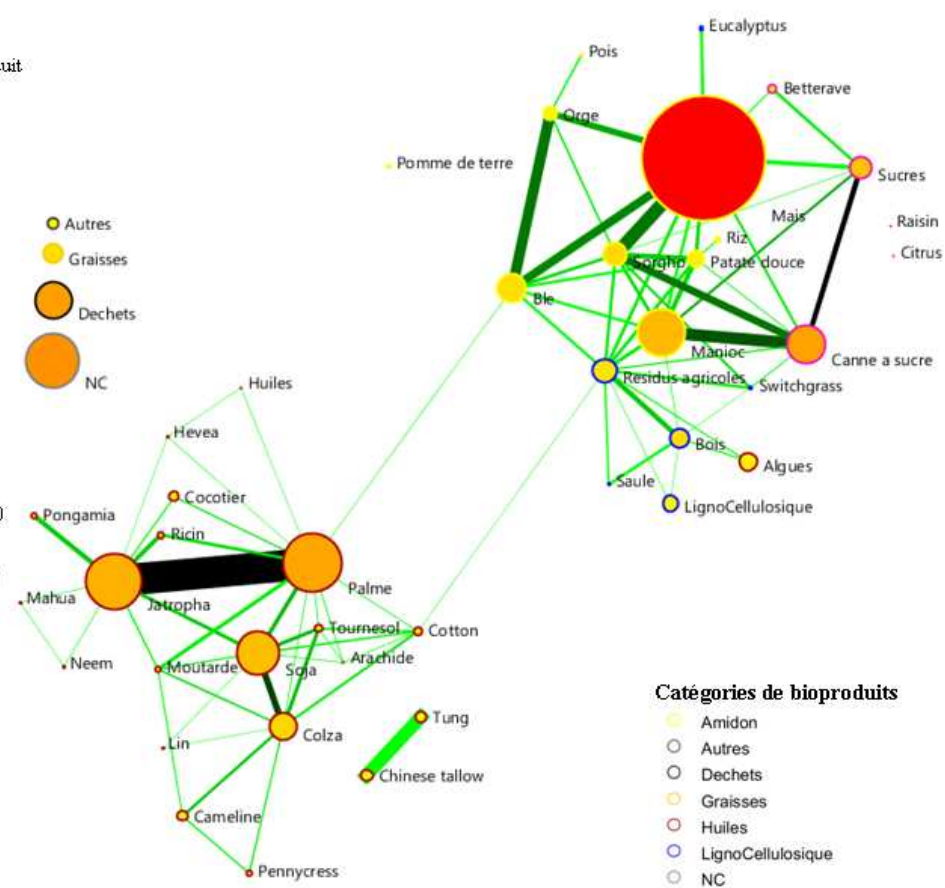 Eucalyptus
Pois
uit
Betterave
Orge
Pomme de terre
Sucres
Mais
Raisin
Autres
Riz
Citrus
Graisses
Sorgho
Patate douce
Ble
Dechets
Manioc
Canne a sucre
NC
Residus agricoles
Switchgrass
Huiles
Hevea
Bois
Algues
Saule
Cocotier
LignoCellulosique
Pongamia
Ricin
Palme
Mahua
Jatropha
Tournesol
Cotton
Neem
Moutarde
Soja
Arachide
Catégories de bioproduits
Tung
Amidon
Colza
Lin
Autres
Chinese tallow
Dechets
Graisses
Cameline
Huiles
LignoCellulosique
Pennycress
NC